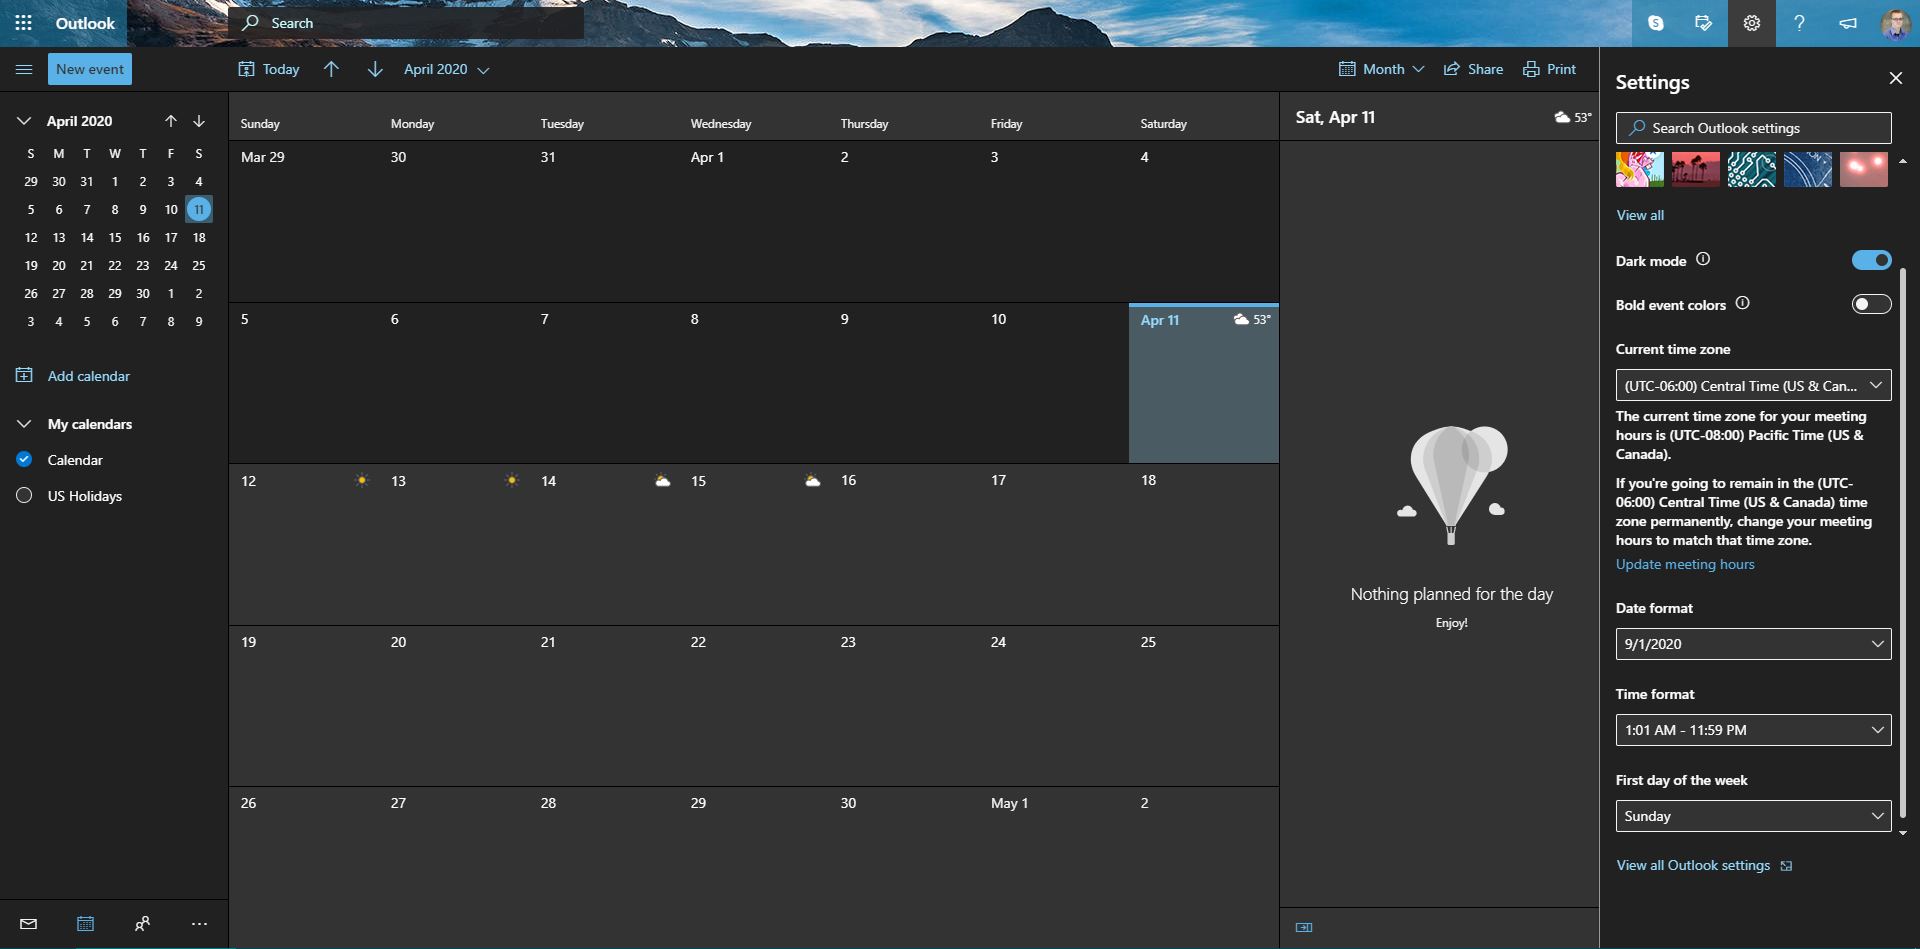 Outlook
Search
New event
Today
April 2020
Month
Share
Print
April 2020
S M T W T F S
29 30 31 1 2 3 4
5 6 7 8 9 10 11
12 13 14 15 16 17 18
19 20 21 22 23 24 25
26 27 28 29 30 1 2
3 4 5 6 7 8 9
Add calendar
My calendars
Calendar
US Holidays
Sunday Monday Tuesday Wednesday Thursday Friday Saturday
Mar 29 30 31 Apr 1 2 3 4
5 6 7 8 9 10 Apr 11 53°
12 13 14 15 16 17 18
19 20 21 22 23 24 25
26 27 28 29 30 May 1 2
Sat, Apr 11 53°
Nothing planned for the day
Enjoy!
Settings
Search Outlook settings
View all
Dark mode
Bold event colors
Current time zone
(UTC-06:00) Central Time (US & Can...
The current time zone for your meeting
hours is (UTC-08:00) Pacific Time (US &
Canada).
If you're going to remain in the (UTC-
06:00) Central Time (US & Canada) time
zone permanently, change your meeting
hours to match that time zone.
Update meeting hours
Date format
9/1/2020
Time format
1:01 AM - 11:59 PM
First day of the week
Sunday
View all Outlook settings